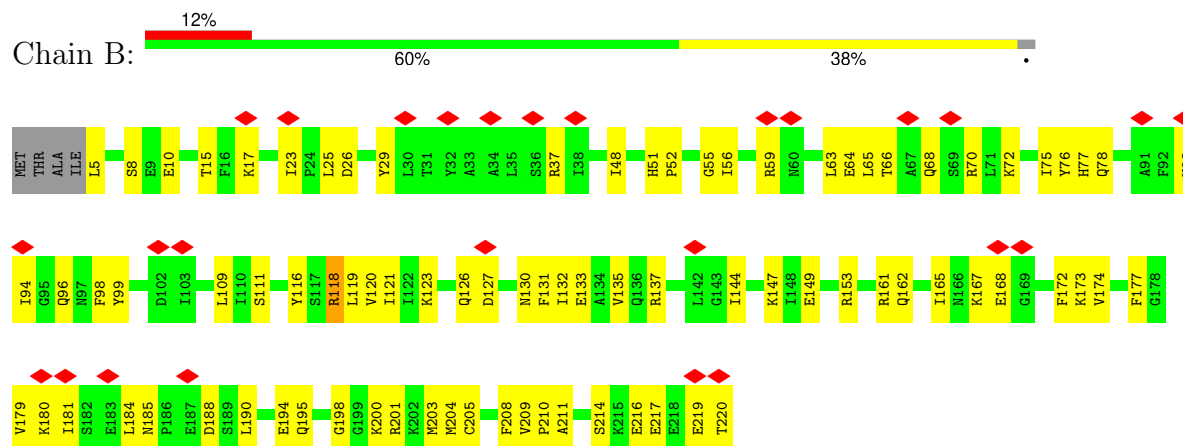 12%
Chain B:
60% 38% •
MET THR ALA ILE L5 S8 E9 E10 T15 F16 K17 I23 P24 L25 D26 Y29 L30 T31 Y32 A33 A34 L35 S36 R37 I38 I48 H51 P52 G55 I56 R59 N60 L63 E64 L65 T66 A67 Q68 S69 R70 L71 K72 I75 Y76 H77 Q78 A91 F92
I94 G95 Q96 N97 F98 Y99 D102 I103 L109 I110 S111 Y116 S117 R118 L119 V120 I121 I122 K123 Q126 D127 N130 F131 I132 E133 A134 V135 Q136 R137 L142 G143 I144 K147 I148 E149 R153 R161 Q162 I165 N166 K167 E168 G169 F172 K173 V174 F177 G178
V179 K180 I181 S182 E183 L184 N185 P186 E187 D188 S189 L190 E194 Q195 G198 G199 K200 R201 K202 M203 M204 C205 F208 V209 P210 A211 S214 K215 E216 E217 E218 E219 T220